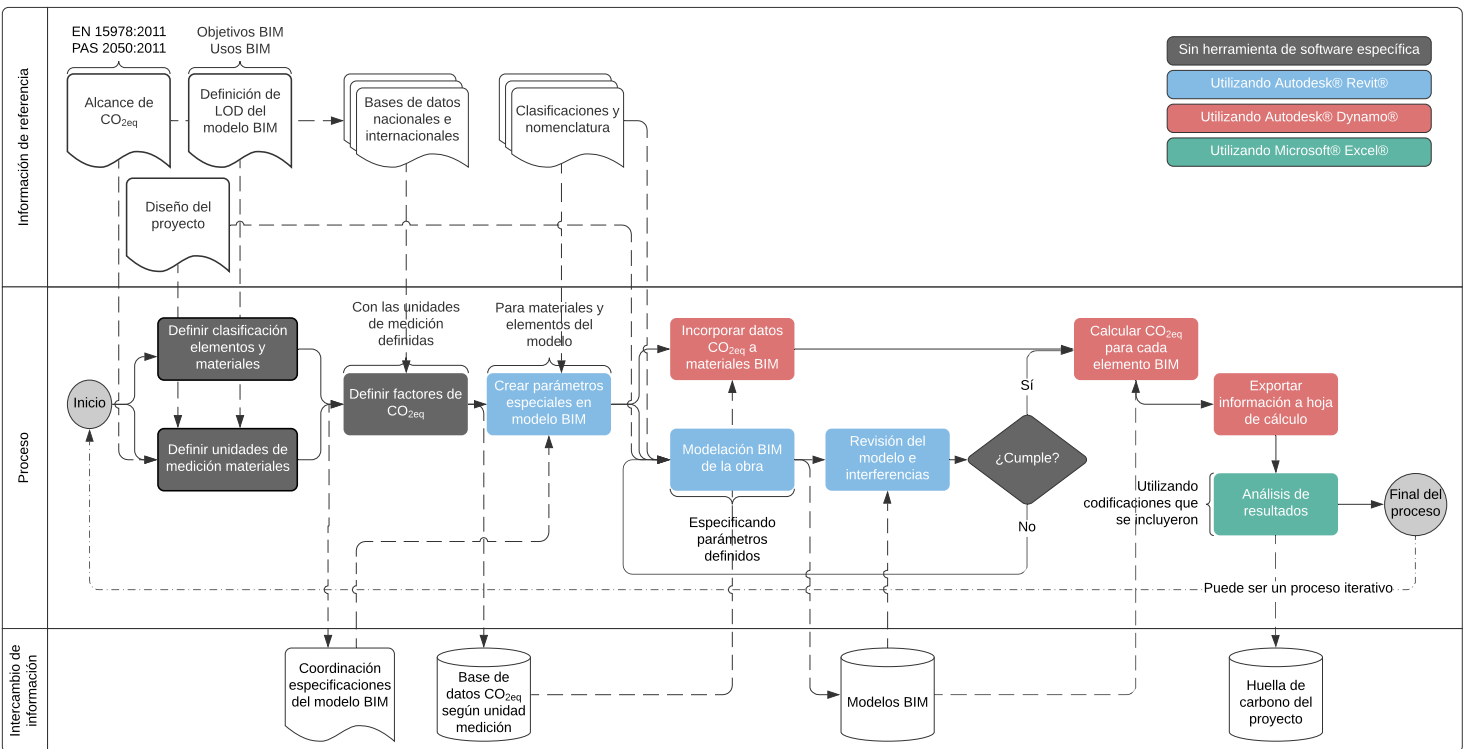 Información de referencia
EN 15978:2011
PAS 2050:2011
Objetivos BIM
Usos BIM
Alcance de
CO2eq
Definición de
LOD del
modelo BIM
Bases de datos
nacionales e
internacionales
Clasificaciones y
nomenclatura
Diseño del
proyecto
Sin herramienta de software específica
Utilizando Autodesk® Revit®
Utilizando Autodesk® Dynamo®
Utilizando Microsoft® Excel®
Proceso
Inicio
Definir clasificación
elementos y
materiales
Definir unidades de
medición materiales
Con las unidades
de medición
definidas
Definir factores de
CO2eq
Para materiales y
elementos del
modelo
Crear parámetros
especiales en
modelo BIM
Incorporar datos
CO2eq a
materiales BIM
Modelación BIM
de la obra
Especificando
parámetros
definidos
Revisión del
modelo e
interferencias
¿Cumple?
Sí
No
Calcular CO2eq
para cada
elemento BIM
Exportar
información a hoja
de cálculo
Utilizando
codificaciones que
se incluyeron
Análisis de
resultados
Final del
proceso
Puede ser un proceso iterativo
Intercambio de
información
Coordinación
especificaciones
del modelo BIM
Base de
datos CO2eq
según unidad
medición
Modelos BIM
Huella de
carbono del
proyecto